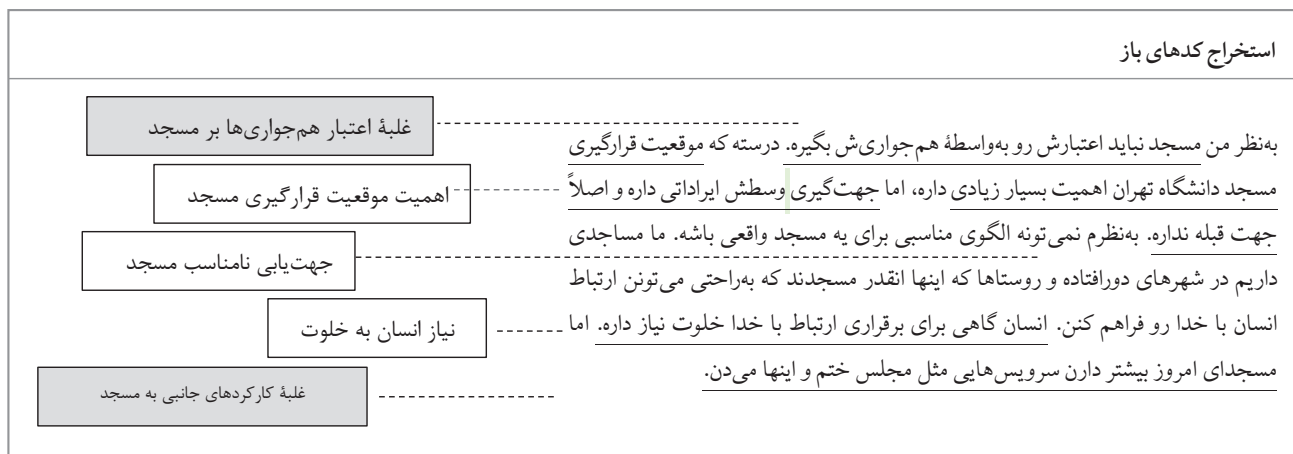 استخراج کدهای باز
به‌نظر من مسجد نباید اعتبارش رو به‌واسطهٔ هم‌جواری‌ش بگیره. درسته که موقعیت قرارگیری
مسجد دانشگاه تهران اهمیت بسیار زیادی داره، اما جهت‌گیری وسطش ایراداتی داره و اصلاً
جهت قبله نداره. به‌نظرم نمی‌تونه الگوی مناسبی برای یه مسجد واقعی باشه. ما مساجدی
داریم در شهرهای دورافتاده و روستاها که اینها انقدر مسجدند که به‌راحتی می‌تونن ارتباط
انسان با خدا رو فراهم کنن. انسان گاهی برای برقراری ارتباط با خدا خلوت نیاز داره. اما
مسجدای امروز بیشتر دارن سرویس‌هایی مثل مجلس ختم و اینها می‌دن.
غلبهٔ اعتبار هم‌جواری‌ها بر مسجد
اهمیت موقعیت قرارگیری مسجد
جهت‌یابی نامناسب مسجد
نیاز انسان به خلوت
غلبهٔ کارکردهای جانبی به مسجد